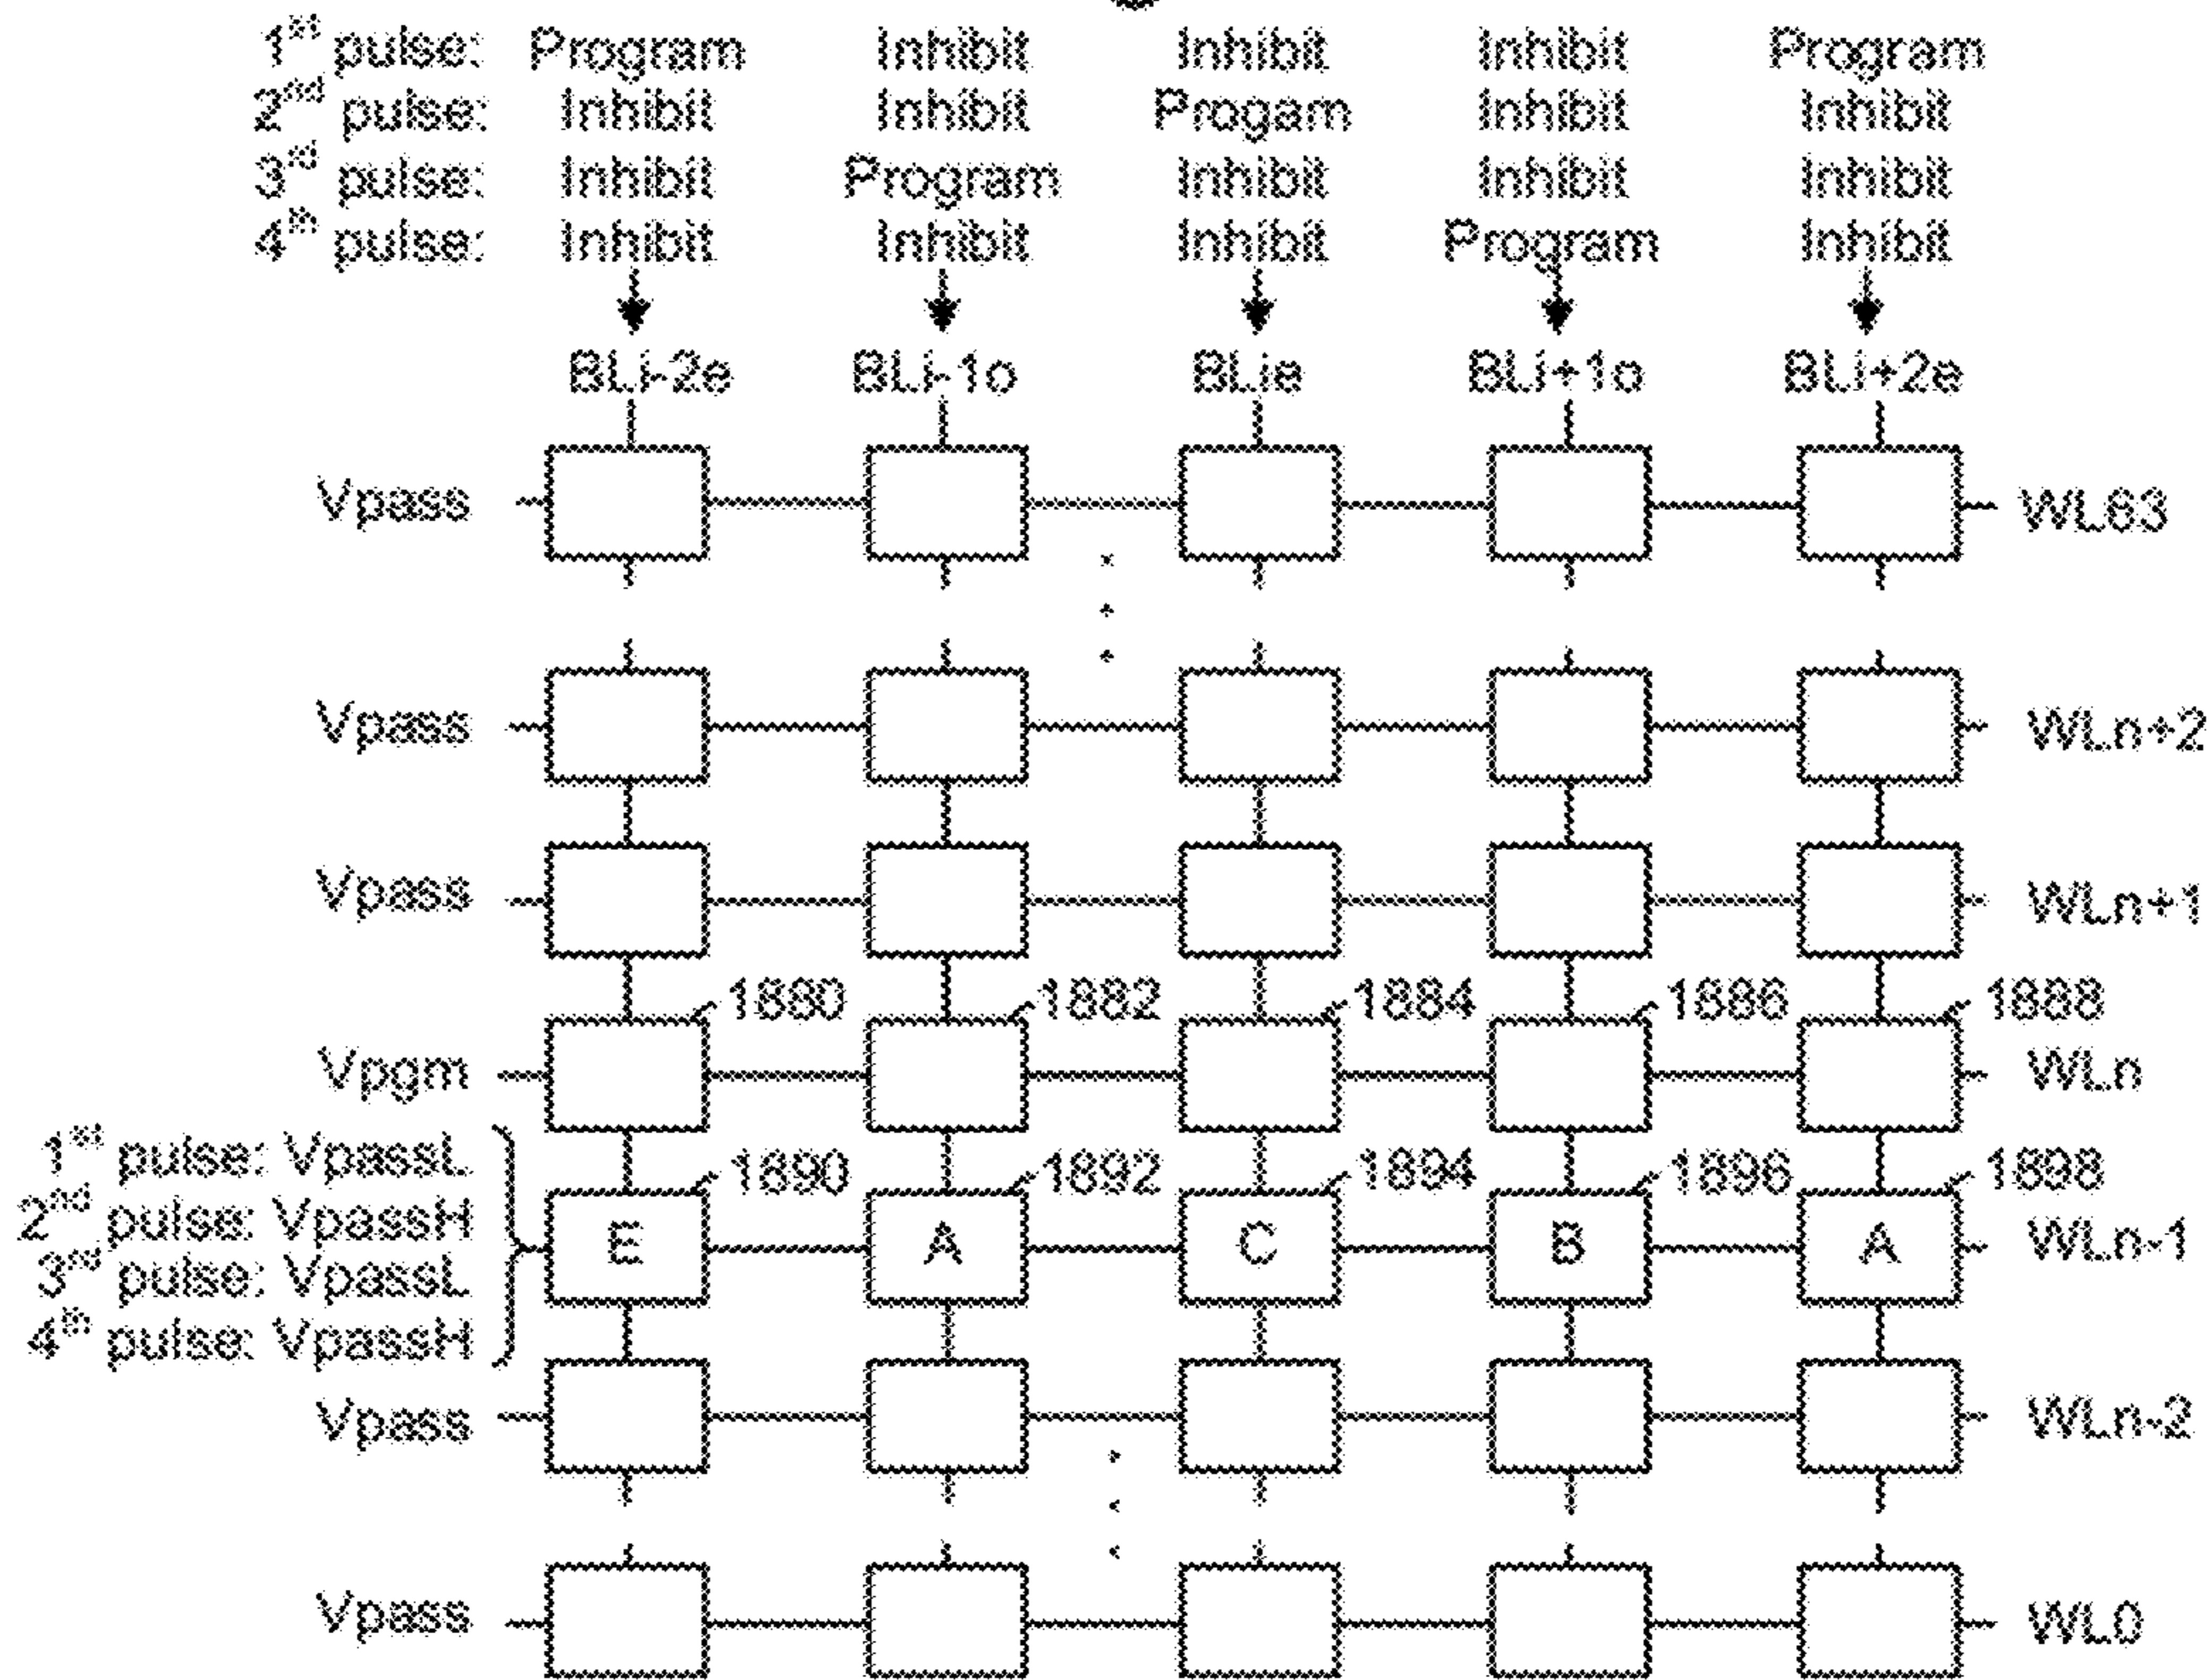 1st pulse: Program Inhibit Inhibit Inhibit Program
2nd pulse: Inhibit Inhibit Progam Inhibit Inhibit
3rd pulse: Inhibit Program Inhibit Inhibit Inhibit
4th pulse: Inhibit Inhibit Inhibit Program Inhibit
BLi-2e BLi-1o BLie BLi+1o BLi+2e
Vpass WL63
Vpass WLn+2
Vpass WLn+1
1880 1882 1884 1886 1888
Vpgm WLn
1st pulse: VpassL
1890 1892 1894 1896 1898
2nd pulse: VpassH
E A C B A WLn-1
3rd pulse: VpassL
4th pulse: VpassH
Vpass WLn-2
Vpass WL0